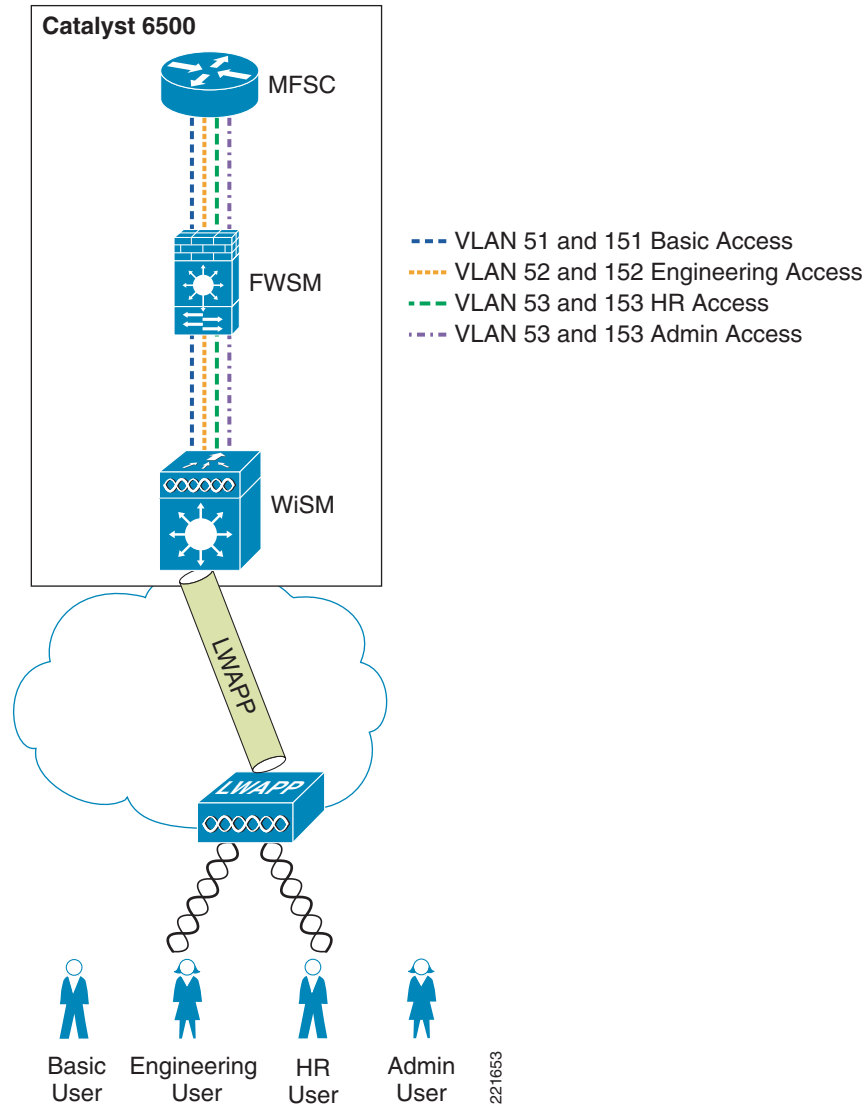 Catalyst 6500
MFSC
FWSM
VLAN 51 and 151 Basic Access
VLAN 52 and 152 Engineering Access
VLAN 53 and 153 HR Access
VLAN 53 and 153 Admin Access
WiSM
LWAPP
LWAPP
Basic
User
Engineering
User
HR
User
Admin
User
221653